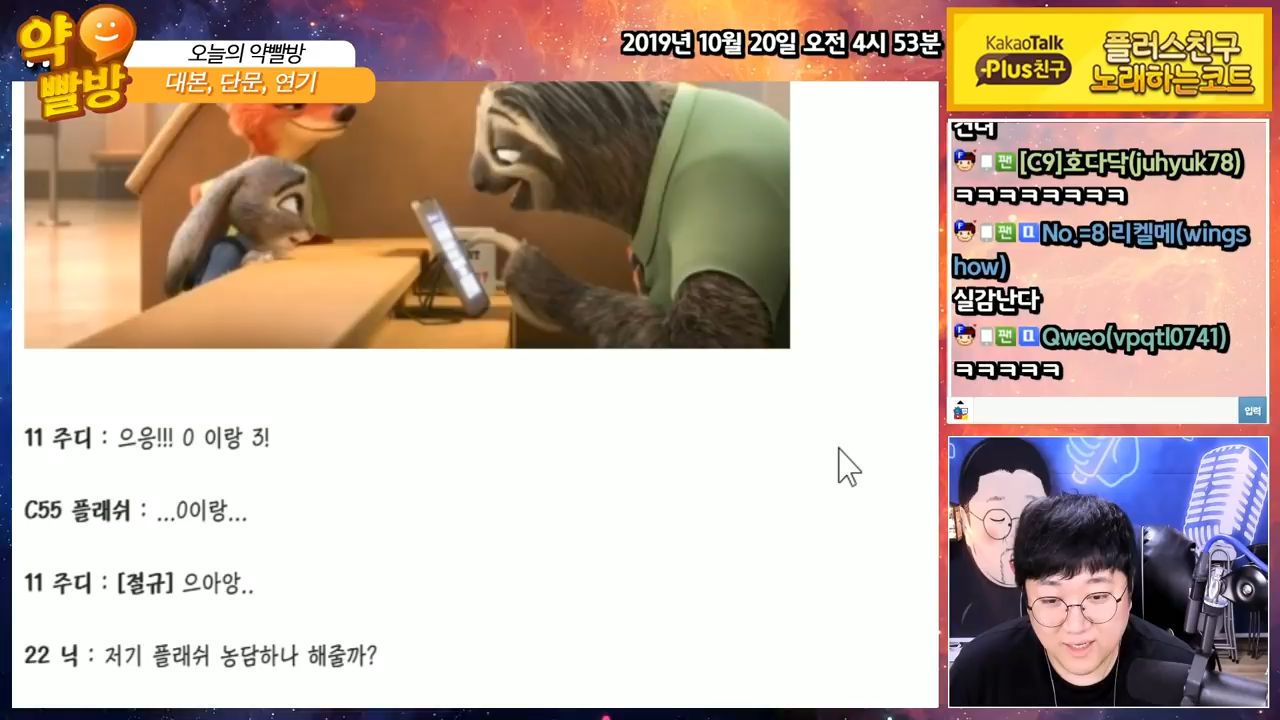 약빨방
오늘의 약빨방
대본, 단문, 연기
2019년 10월 20일 오전 4시 53분
KakaoTalk
Plus친구
플러스친구
노래하는코트
[C9]호다닥(juhyuk78)
ㅋㅋㅋㅋㅋㅋㅋㅋ
No.=8 리켈메(wings
how)
실감난다
Qweo(vpqtl0741)
ㅋㅋㅋㅋㅋ
입력
11 주디 : 으응!!! 0 이랑 3!
C55 플래쉬 : ...0이랑...
11 주디 : [절규] 으아앙..
22 닉 : 저기 플래쉬 농담하나 해줄까?